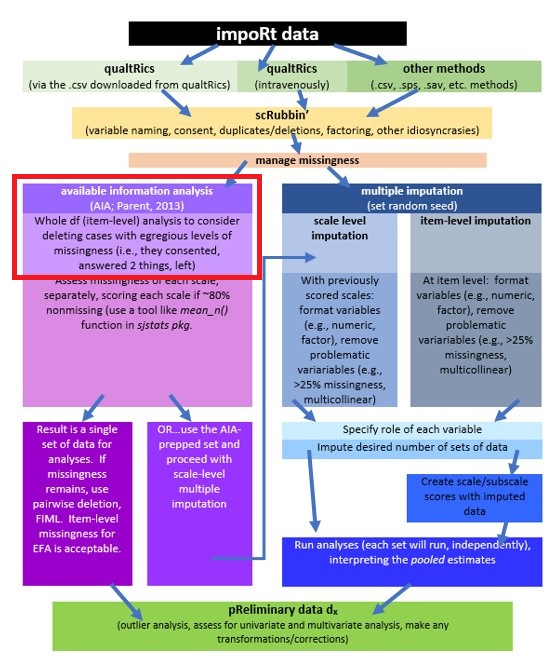 impoRt data
qualtRics
(via the .csv downloaded from qualtRics)
qualtRics
(intravenously)
other methods
(.csv, .sps, .sav, etc. methods)
scRubbin’
(variable naming, consent, duplicates/deletions, factoring, other idiosyncrasies)
manage missingness
available information analysis
(AIA; Parent, 2013)
Whole df (item-level) analysis to consider
deleting cases with egregious levels of
missingness (i.e., they consented,
answered 2 things, left)
Assess missingness of each scale,
separately, scoring each scale if ~80%
nonmissing (use a tool like mean_n()
function in sjstats pkg.
multiple imputation
(set random seed)
scale level
imputation
With previously
scored scales:
format variables
(e.g., numeric,
factor), remove
problematic
varariables (e.g.,
>25% missingness,
multicollinear)
item-level imputation
At item level: format
variables (e.g., numeric,
factor), remove
problematic
variariables (e.g., >25%
missingness,
multicollinear)
Result is a single
set of data for
analyses. If
missingness
remains, use
pairwise deletion,
FIML. Item-level
missingness for
EFA is acceptable.
OR...use the AIA-
prepped set and
proceed with
scale-level
multiple
imputation
Specify role of each variable
Impute desired number of sets of data
Create scale/subscale
scores with imputed
data
Run analyses (each set will run, independently),
interpreting the pooled estimates
pReliminary data dx
(outlier analysis, assess for univariate and multivariate analysis, make any
transformations/corrections)